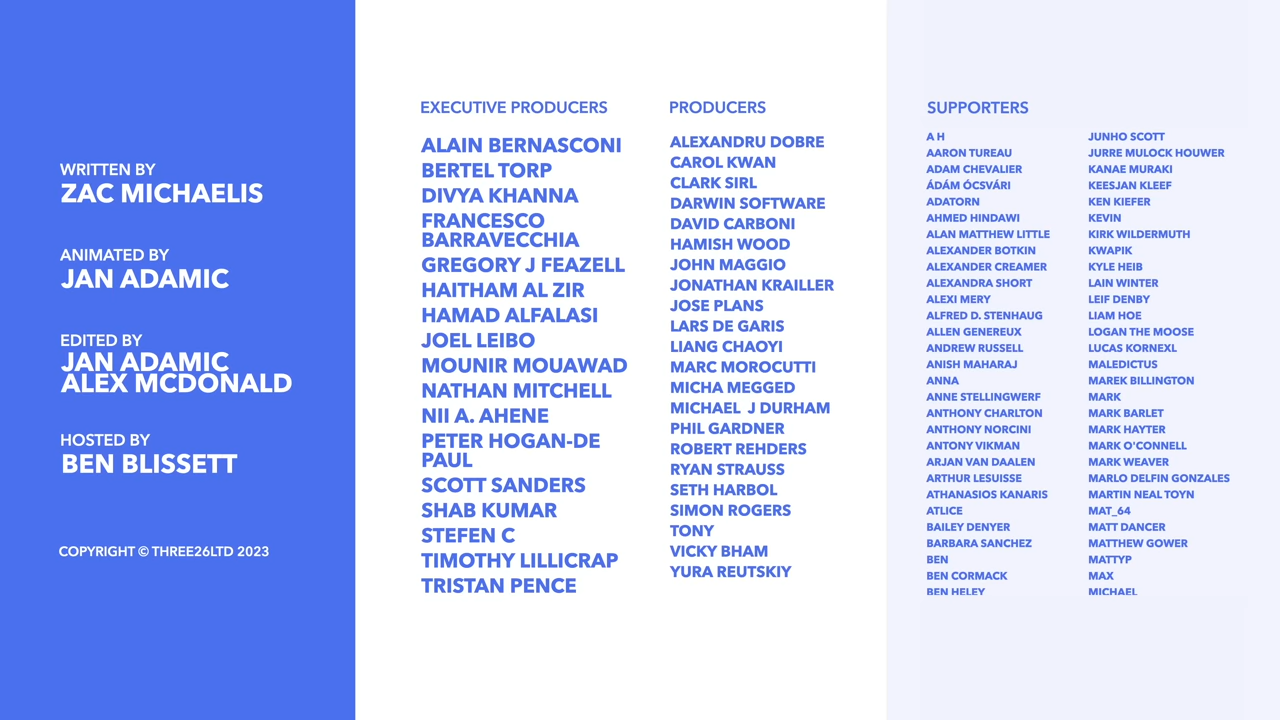 WRITTEN BY
ZAC MICHAELIS
ANIMATED BY
JAN ADAMIC
EDITED BY
JAN ADAMIC
ALEX MCDONALD
HOSTED BY
BEN BLISSETT
COPYRIGHT © THREE26LTD 2023
EXECUTIVE PRODUCERS
ALAIN BERNASCONI
BERTEL TORP
DIVYA KHANNA
FRANCESCO
BARRAVECCHIA
GREGORY J FEAZELL
HAITHAM AL ZIR
HAMAD ALFALASI
JOEL LEIBO
MOUNIR MOUAWAD
NATHAN MITCHELL
NII A. AHENE
PETER HOGAN-DE
PAUL
SCOTT SANDERS
SHAB KUMAR
STEFEN C
TIMOTHY LILLICRAP
TRISTAN PENCE
PRODUCERS
ALEXANDRU DOBRE
CAROL KWAN
CLARK SIRL
DARWIN SOFTWARE
DAVID CARBONI
HAMISH WOOD
JOHN MAGGIO
JONATHAN KRAILLER
JOSE PLANS
LARS DE GARIS
LIANG CHAOYI
MARC MOROCUTTI
MICHA MEGGED
MICHAEL  J DURHAM
PHIL GARDNER
ROBERT REHDERS
RYAN STRAUSS
SETH HARBOL
SIMON ROGERS
TONY
VICKY BHAM
YURA REUTSKIY
SUPPORTERS
A H
AARON TUREAU
ADAM CHEVALIER
ÁDÁM ÓCSVÁRI
ADATORN
AHMED HINDAWI
ALAN MATTHEW LITTLE
ALEXANDER BOTKIN
ALEXANDER CREAMER
ALEXANDRA SHORT
ALEXI MERY
ALFRED D. STENHAUG
ALLEN GENEREUX
ANDREW RUSSELL
ANISH MAHARAJ
ANNA
ANNE STELLINGWERF
ANTHONY CHARLTON
ANTHONY NORCINI
ANTONY VIKMAN
ARJAN VAN DAALEN
ARTHUR LESUISSE
ATHANASIOS KANARIS
ATLICE
BAILEY DENYER
BARBARA SANCHEZ
BEN
BEN CORMACK
BEN HELEY
JUNHO SCOTT
JURRE MULOCK HOUWER
KANAE MURAKI
KEESJAN KLEEF
KEN KIEFER
KEVIN
KIRK WILDERMUTH
KWAPIK
KYLE HEIB
LAIN WINTER
LEIF DENBY
LIAM HOE
LOGAN THE MOOSE
LUCAS KORNEXL
MALEDICTUS
MAREK BILLINGTON
MARK
MARK BARLET
MARK HAYTER
MARK O'CONNELL
MARK WEAVER
MARLO DELFIN GONZALES
MARTIN NEAL TOYN
MAT_64
MATT DANCER
MATTHEW GOWER
MATTYP
MAX
MICHAEL